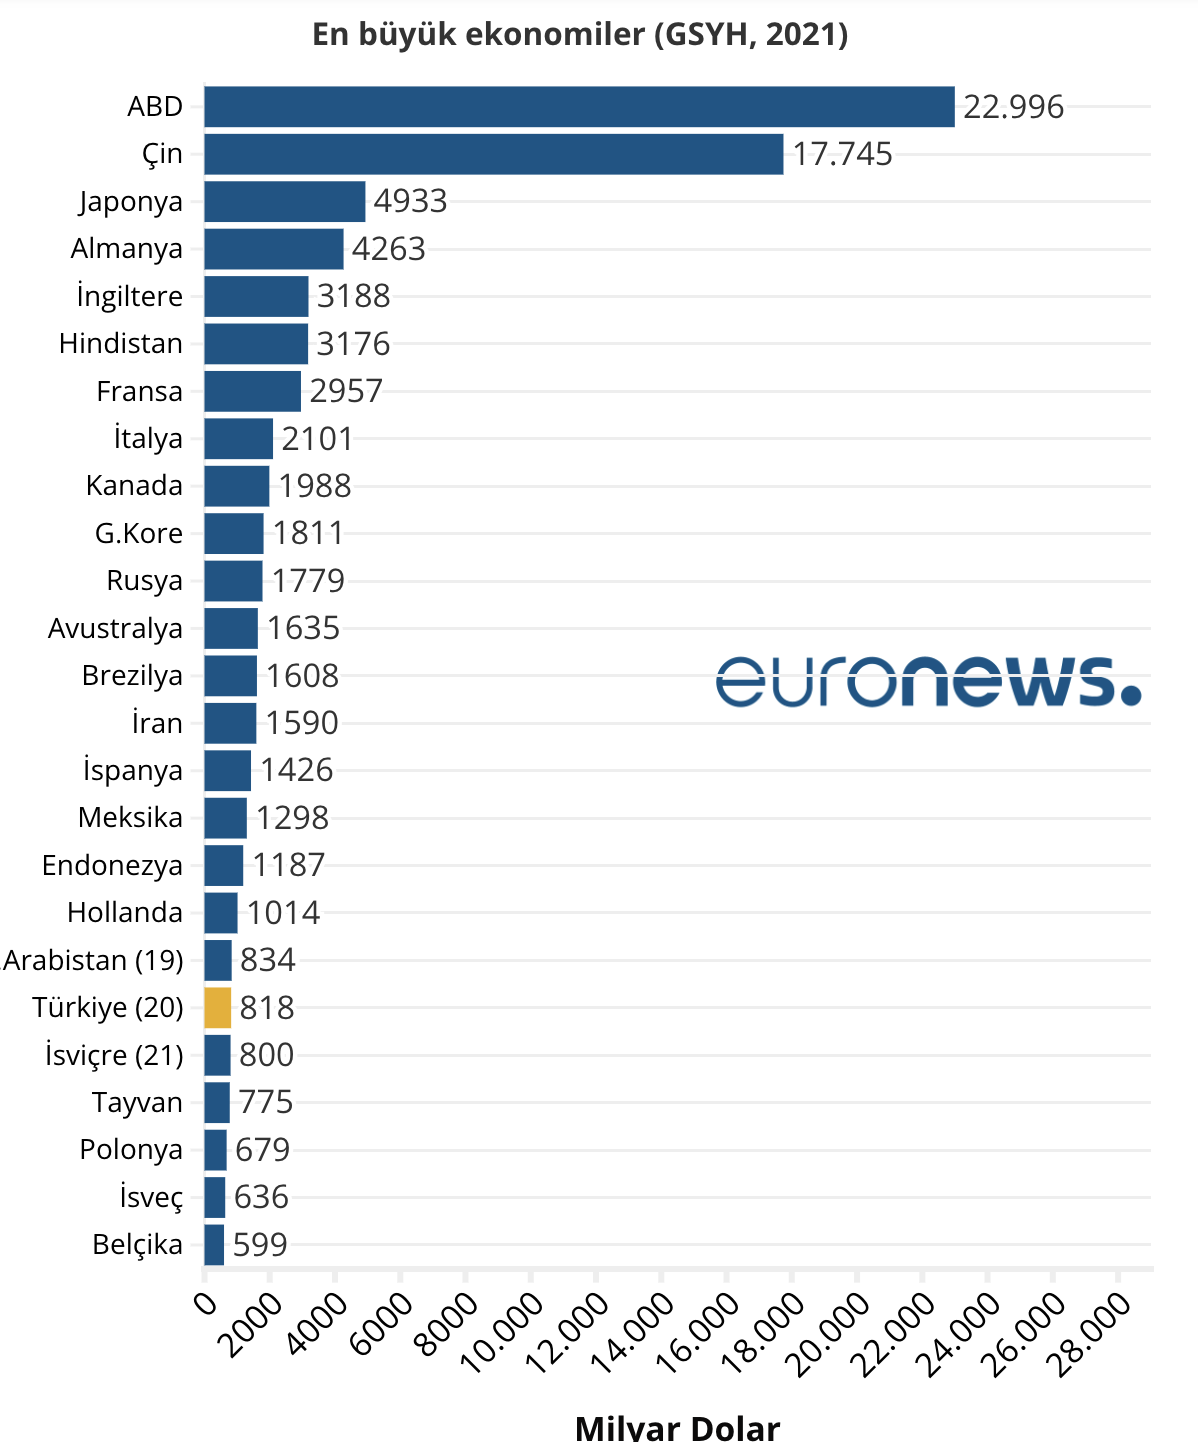 En büyük ekonomiler (GSYH, 2021)
ABD 22.996
Çin 17.745
Japonya 4933
Almanya 4263
İngiltere 3188
Hindistan 3176
Fransa 2957
İtalya 2101
Kanada 1988
G.Kore 1811
Rusya 1779
Avustralya 1635
Brezilya 1608
euronews.
İran 1590
İspanya 1426
Meksika 1298
Endonezya 1187
Hollanda 1014
.Arabistan (19) 834
Türkiye (20) 818
İsviçre (21) 800
Tayvan 775
Polonya 679
İsveç 636
Belçika 599
0 2000 4000 6000 8000 10.000 12.000 14.000 16.000 18.000 20.000 22.000 24.000 26.000 28.000
Milyar Dolar